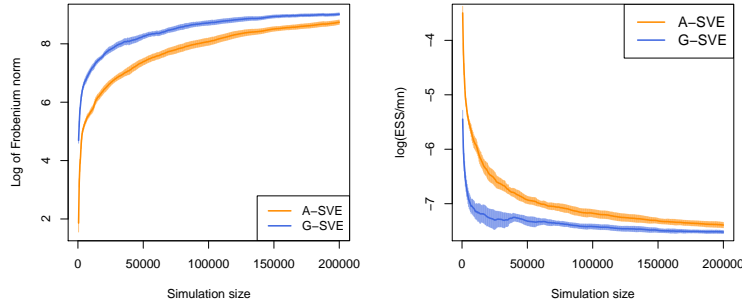 Log of Frobenium norm
8
6
4
2
A−SVE
G−SVE
0
50000
100000
150000
200000
Simulation size
log(ESS/mn)
−4
−5
−6
−7
A−SVE
G−SVE
0
50000
100000
150000
200000
Simulation size